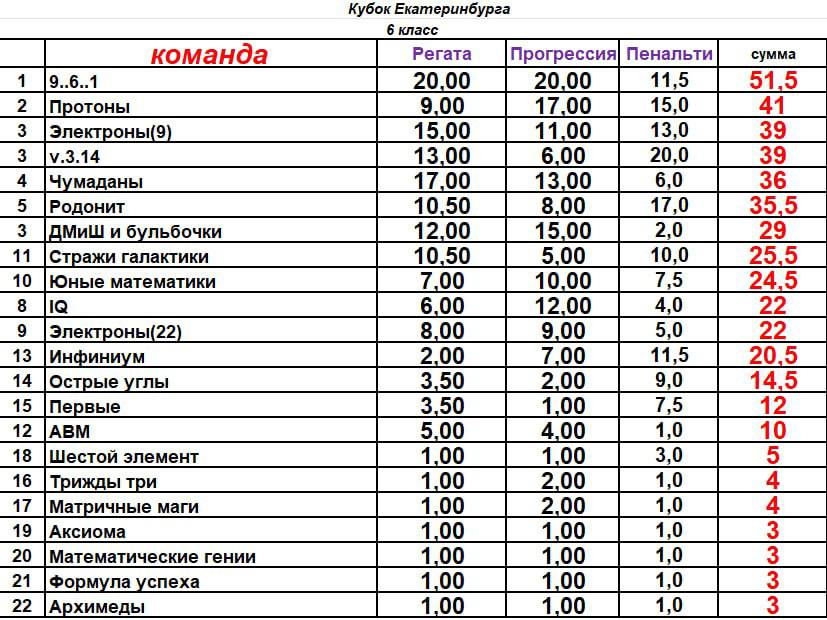 Кубок Екатеринбурга
6 класс
команда Регата Прогрессия Пенальти сумма
1 9..6..1 20,00 20,00 11,5 51,5
2 Протоны 9,00 17,00 15,0 41
3 Электроны(9) 15,00 11,00 13,0 39
3 v.3.14 13,00 6,00 20,0 39
4 Чумаданы 17,00 13,00 6,0 36
5 Родонит 10,50 8,00 17,0 35,5
3 ДМиШ и бульбочки 12,00 15,00 2,0 29
11 Стражи галактики 10,50 5,00 10,0 25,5
10 Юные математики 7,00 10,00 7,5 24,5
8 IQ 6,00 12,00 4,0 22
9 Электроны(22) 8,00 9,00 5,0 22
13 Инфиниум 2,00 7,00 11,5 20,5
14 Острые углы 3,50 2,00 9,0 14,5
15 Первые 3,50 1,00 7,5 12
12 АВМ 5,00 4,00 1,0 10
18 Шестой элемент 1,00 1,00 3,0 5
16 Трижды три 1,00 2,00 1,0 4
17 Матричные маги 1,00 2,00 1,0 4
19 Аксиома 1,00 1,00 1,0 3
20 Математические гении 1,00 1,00 1,0 3
21 Формула успеха 1,00 1,00 1,0 3
22 Архимеды 1,00 1,00 1,0 3